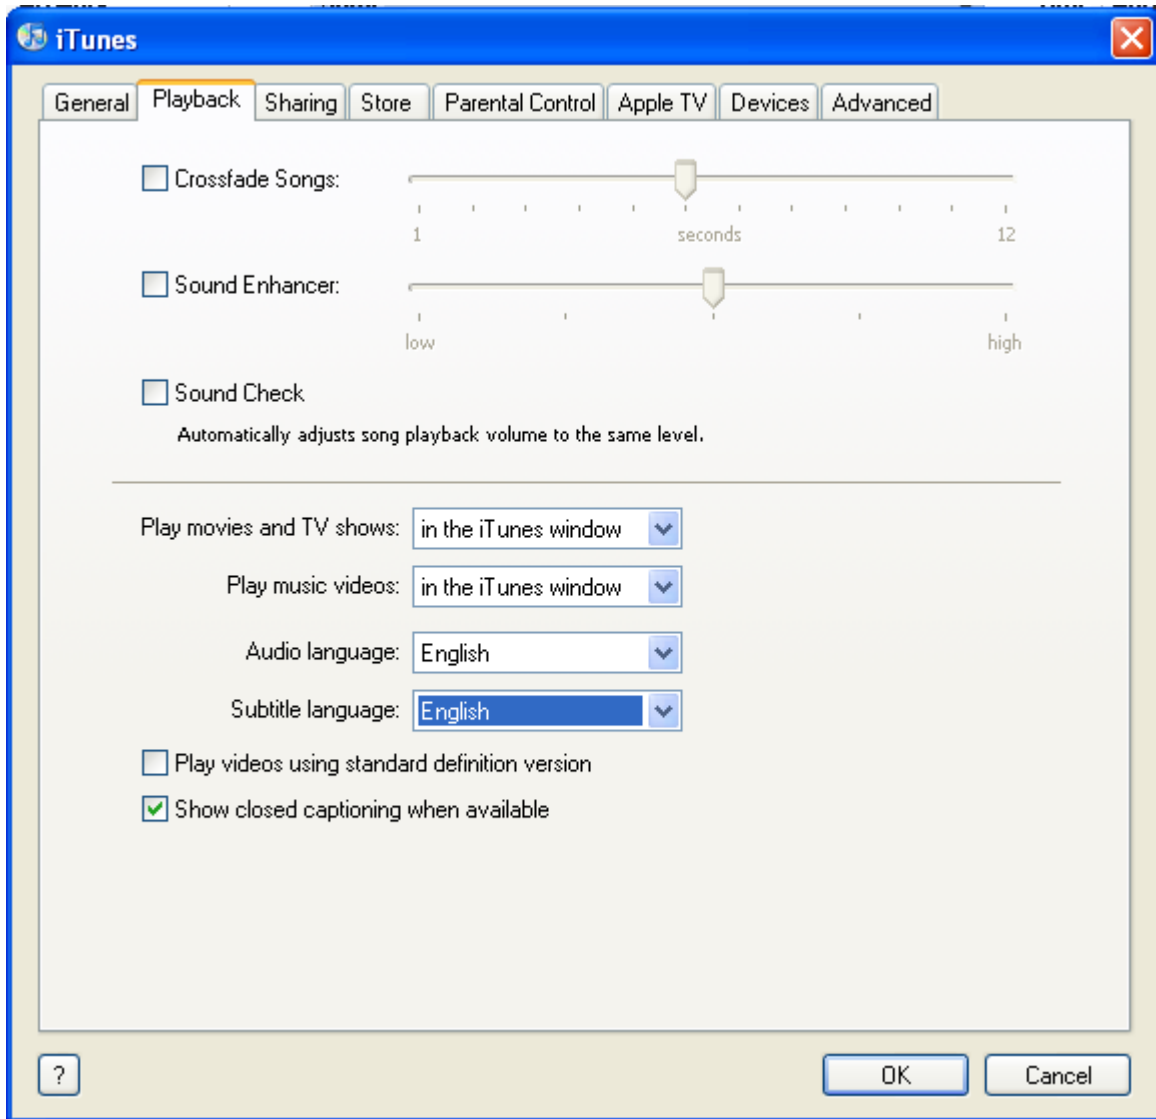 iTunes
General Playback Sharing Store Parental Control Apple TV Devices Advanced
Crossfade Songs:
1 seconds 12
Sound Enhancer:
low high
Sound Check
Automatically adjusts song playback volume to the same level.
Play movies and TV shows: in the iTunes window
Play music videos: in the iTunes window
Audio language: English
Subtitle language: English
Play videos using standard definition version
Show closed captioning when available
? OK Cancel